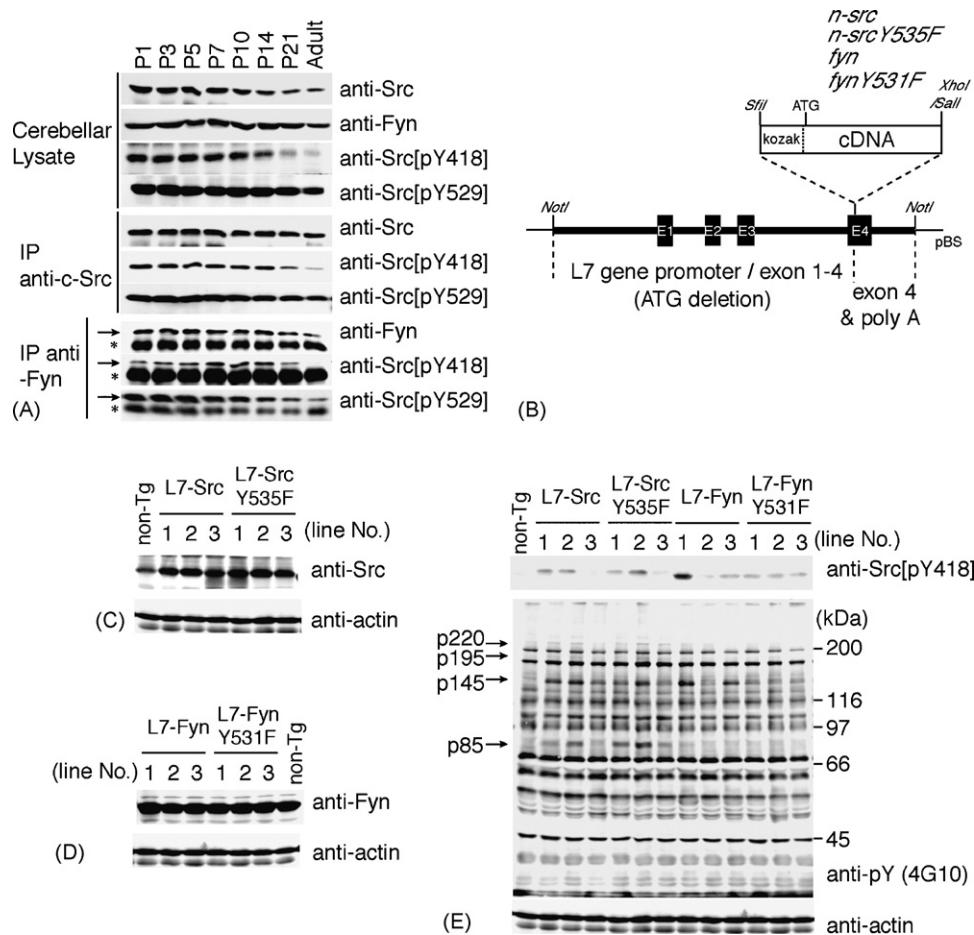 P1 P3 P5 P7 P10 P14 P21 Adult
Cerebellar
Lysate
anti-Src
anti-Fyn
anti-Src[pY418]
anti-Src[pY529]
IP
anti-c-Src
anti-Src
anti-Src[pY418]
anti-Src[pY529]
IP anti
-Fyn
anti-Fyn
*
anti-Src[pY418]
*
anti-Src[pY529]
*
(A)
n-src
n-srcY535F
fyn
fynY531F
SfiI ATG XhoI
/SalI
kozak cDNA
NotI E1 E2 E3 E4 NotI
pBS
L7 gene promoter / exon 1-4
(ATG deletion)
exon 4
& poly A
(B)
non-Tg L7-Src L7-Src
Y535F
1 2 3 1 2 3 (line No.)
anti-Src
anti-actin
(C)
L7-Fyn L7-Fyn
Y531F non-Tg
(line No.) 1 2 3 1 2 3
anti-Fyn
anti-actin
(D)
non-Tg L7-Src L7-Src
Y535F L7-Fyn L7-Fyn
Y531F
1 2 3 1 2 3 1 2 3 1 2 3 (line No.)
anti-Src[pY418]
(kDa)
p220
200
p195
p145
116
97
p85
66
45
anti-pY (4G10)
anti-actin
(E)